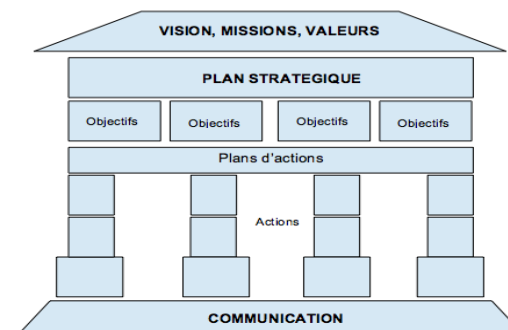 VISION, MISSIONS, VALEURS
PLAN STRATEGIQUE
Objectifs
Objectifs
Objectifs
Objectifs
Plans d'actions
Actions
COMMUNICATION